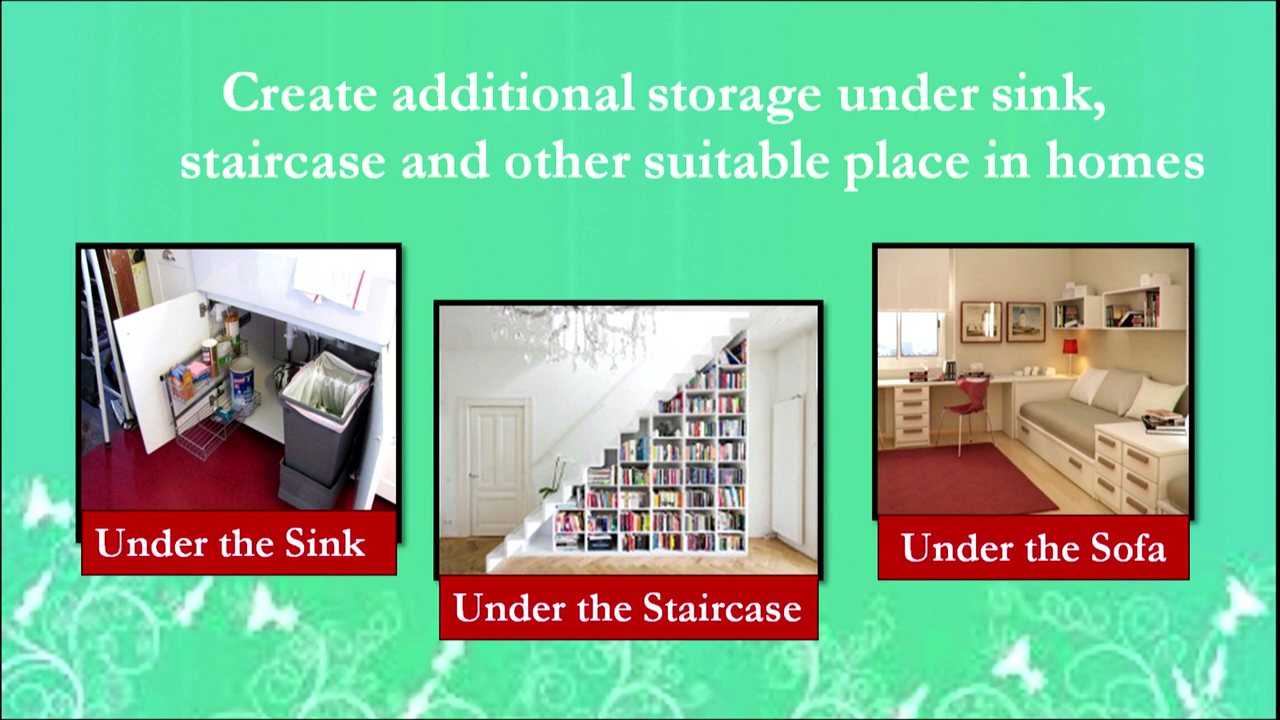 Create additional storage under sink,
staircase and other suitable place in homes
Under the Sink
Under the Staircase
Under the Sofa